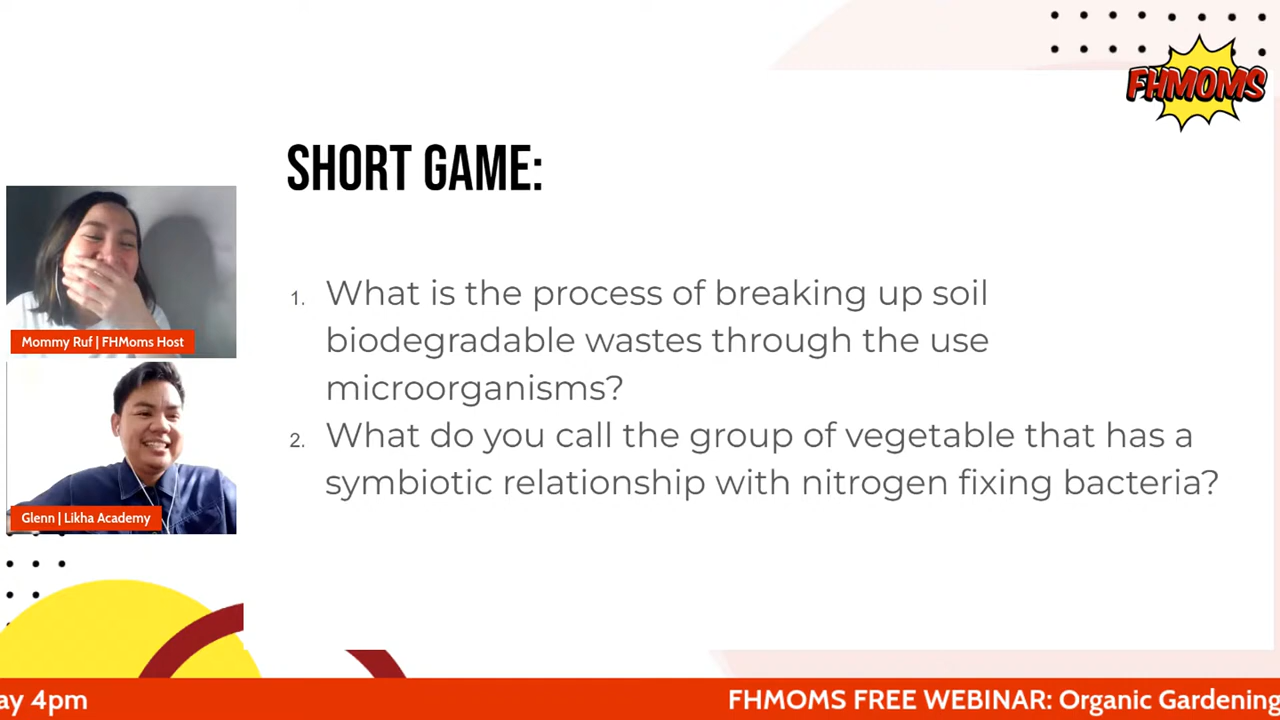 FHMOMS
SHORT GAME:
1. What is the process of breaking up soil
biodegradable wastes through the use
microorganisms?
2. What do you call the group of vegetable that has a
symbiotic relationship with nitrogen fixing bacteria?
Mommy Ruf | FHMoms Host
Glenn | Likha Academy
ay 4pm
FHMOMS FREE WEBINAR: Organic Gardening